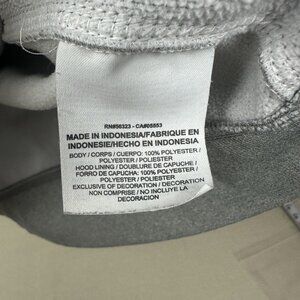 RN#56323 - CA#05553
MADE IN INDONESIA/FABRIQUE EN
INDONESIE/HECHO EN INDONESIA
BODY / CORPS / CUERPO: 100% POLYESTER /
POLYESTER / POLIESTER
HOOD LINING / DOUBLURE DE CAPUCHE /
FORRO DE CAPUCHA: 100% POLYESTER /
POLYESTER / POLIESTER
EXCLUSIVE OF DECORATION / DECORATION
NON COMPRISE / NO INCLUYE LA
DECORACION